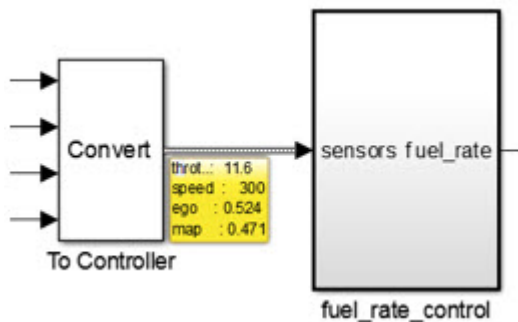 Convert
sensors fuel_rate
throt..: 11.6
speed : 300
ego : 0.524
map : 0.471
To Controller
fuel_rate_control